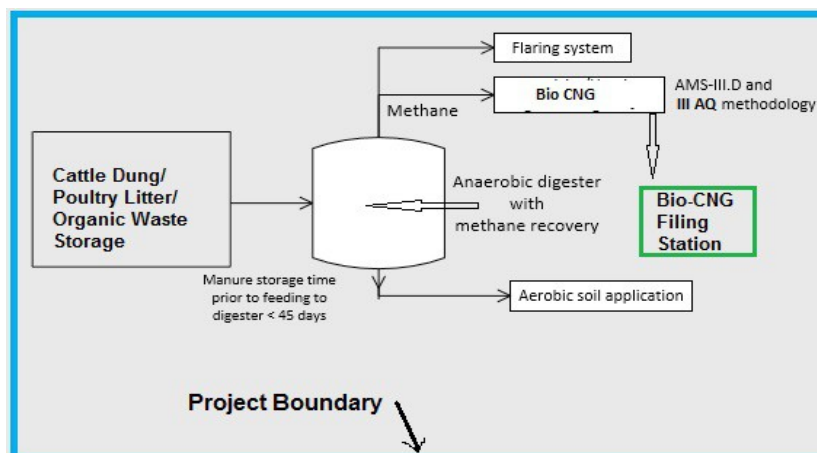 Flaring system
Bio CNG
AMS-III.D and
III AQ methodology
Methane
Cattle Dung/
Poultry Litter/
Organic Waste
Storage
Anaerobic digester
with
methane recovery
Bio-CNG
Filing
Station
Manure storage time
prior to feeding to
digester < 45 days
Aerobic soil application
Project Boundary